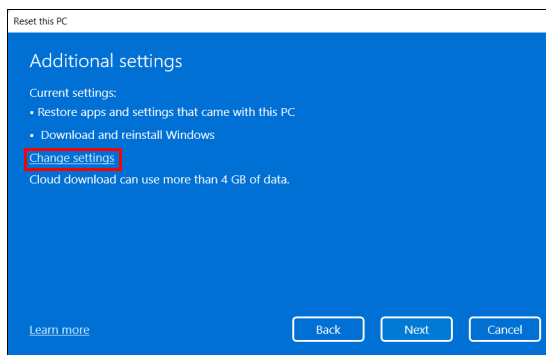 Reset this PC
Additional settings
Current settings:
• Restore apps and settings that came with this PC
• Download and reinstall Windows
Change settings
Cloud download can use more than 4 GB of data.
Learn more
Back
Next
Cancel